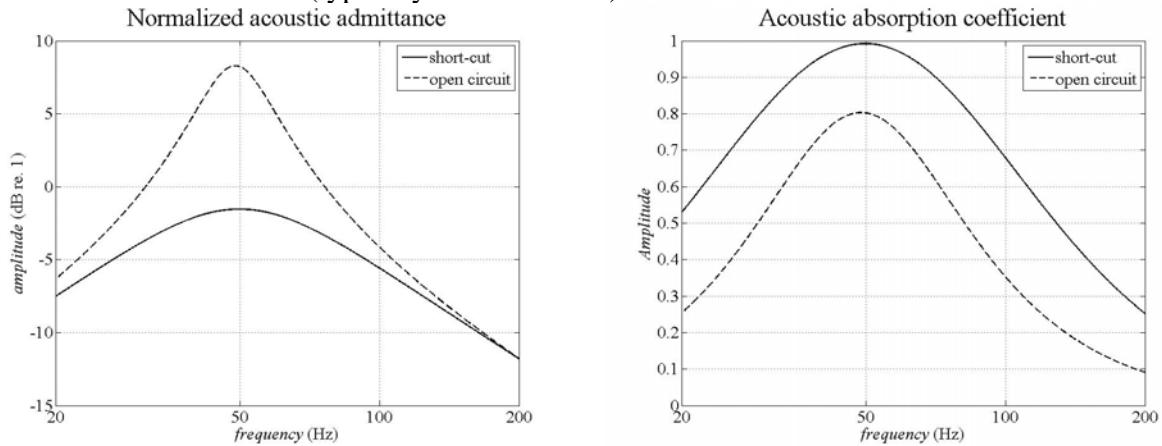 Normalized acoustic admittance
10
5
0
-5
-10
-15
20
50
100
200
amplitude (dB re. 1)
frequency (Hz)
short-cut
open circuit
Acoustic absorption coefficient
1
0.9
0.8
0.7
0.6
0.5
0.4
0.3
0.2
0.1
0
20
50
100
200
Amplitude
frequency (Hz)
short-cut
open circuit